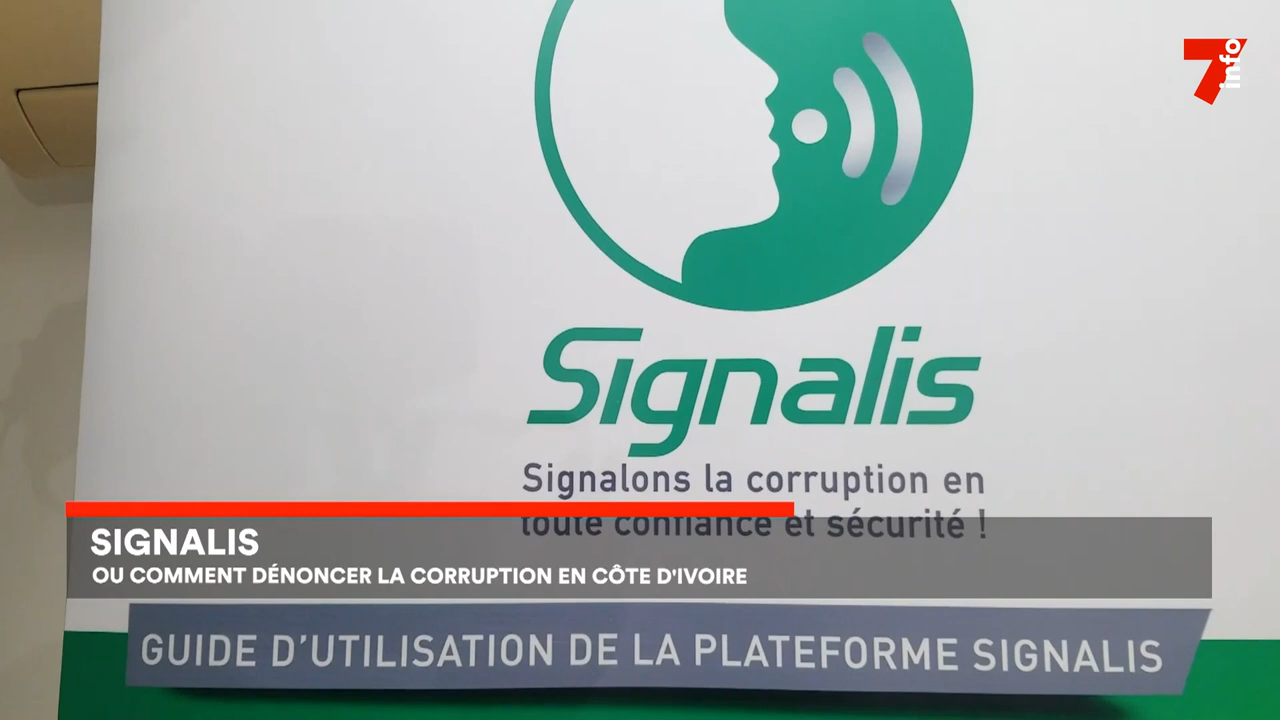 7info
Signalis
Signalons la corruption en
toute confiance et sécurité !
SIGNALIS
OU COMMENT DÉNONCER LA CORRUPTION EN CÔTE D'IVOIRE
GUIDE D'UTILISATION DE LA PLATEFORME SIGNALIS